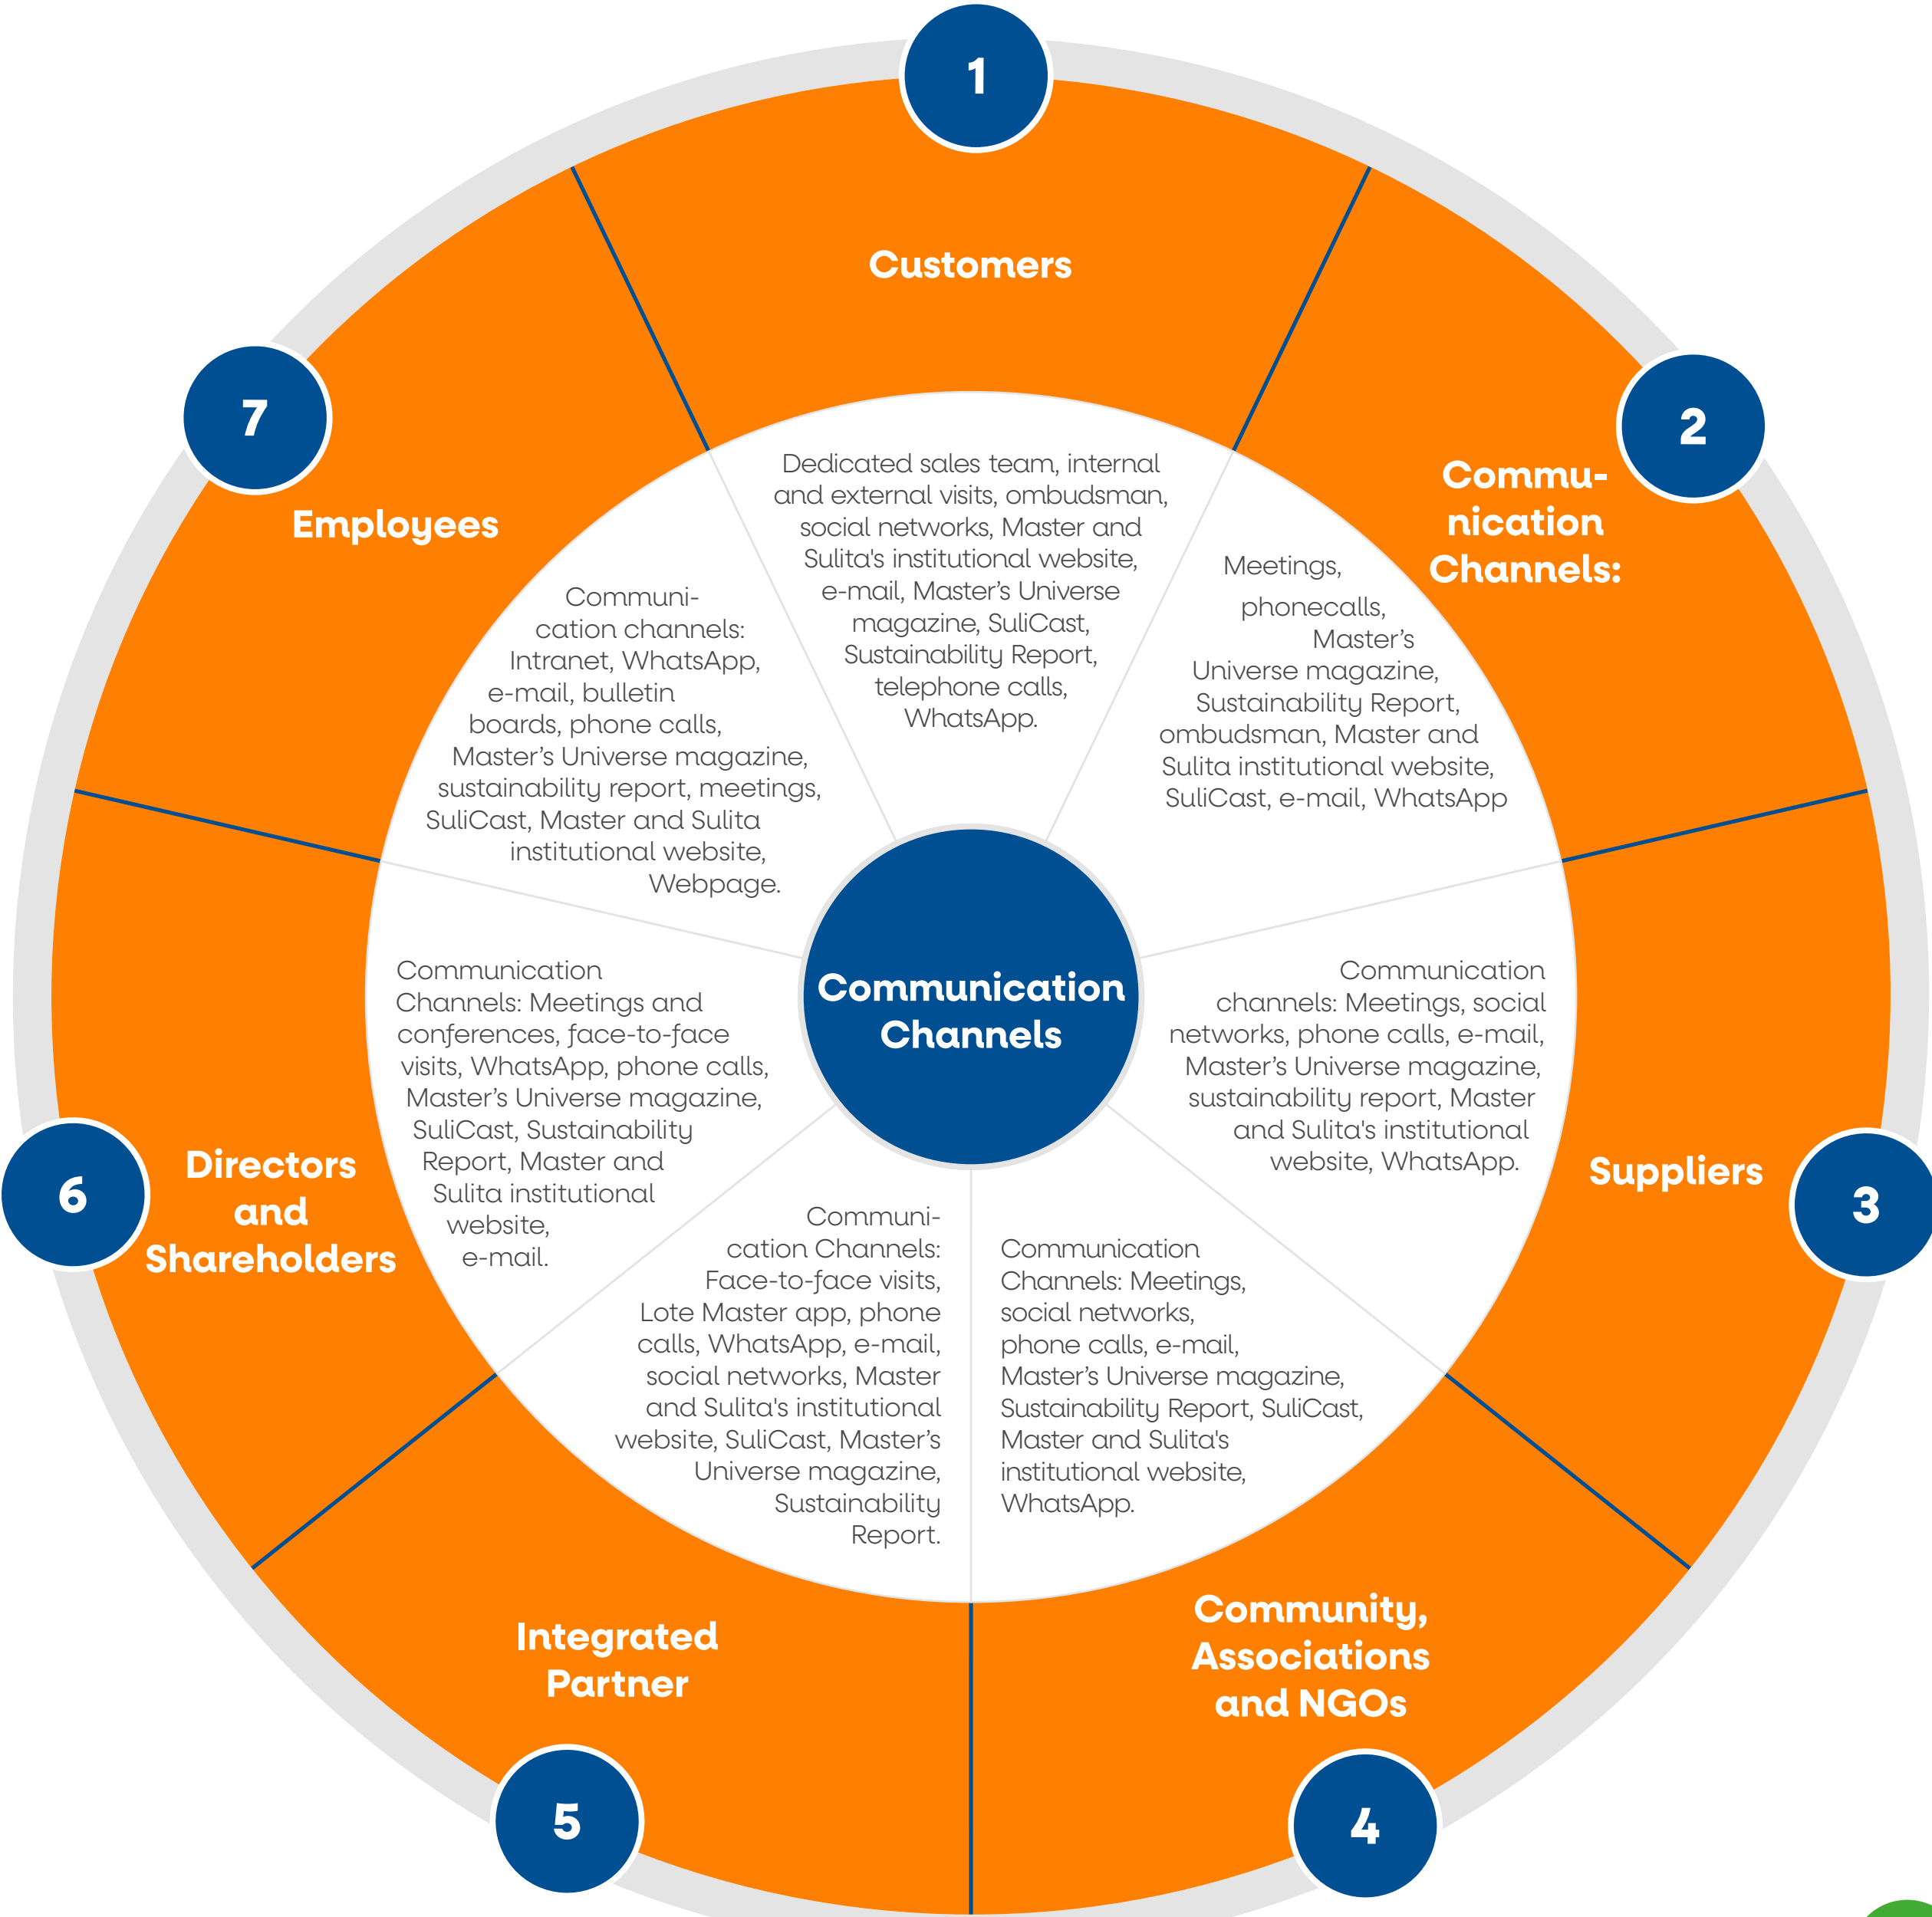 1
Customers
Dedicated sales team, internal
and external visits, ombudsman,
social networks, Master and
Sulita's institutional website,
e-mail, Master’s Universe
magazine, SuliCast,
Sustainability Report,
telephone calls,
WhatsApp.
2
Commu-
nication
Channels:
Meetings,
phonecalls,
Master’s
Universe magazine,
Sustainability Report,
ombudsman, Master and
Sulita institutional website,
SuliCast, e-mail, WhatsApp
3
Suppliers
Communication
channels: Meetings, social
networks, phone calls, e-mail,
Master’s Universe magazine,
sustainability report, Master
and Sulita's institutional
website, WhatsApp.
4
Community,
Associations
and NGOs
Communication
Channels: Meetings,
social networks,
phone calls, e-mail,
Master’s Universe magazine,
Sustainability Report, SuliCast,
Master and Sulita's
institutional website,
WhatsApp.
5
Integrated
Partner
Communi-
cation Channels:
Face-to-face visits,
Lote Master app, phone
calls, WhatsApp, e-mail,
social networks, Master
and Sulita's institutional
website, SuliCast, Master’s
Universe magazine,
Sustainability
Report.
6
Directors
and
Shareholders
Communication
Channels: Meetings and
conferences, face-to-face
visits, WhatsApp, phone calls,
Master’s Universe magazine,
SuliCast, Sustainability
Report, Master and
Sulita institutional
website,
e-mail.
7
Employees
Communi-
cation channels:
Intranet, WhatsApp,
e-mail, bulletin
boards, phone calls,
Master’s Universe magazine,
sustainability report, meetings,
SuliCast, Master and Sulita
institutional website,
Webpage.
Communication
Channels